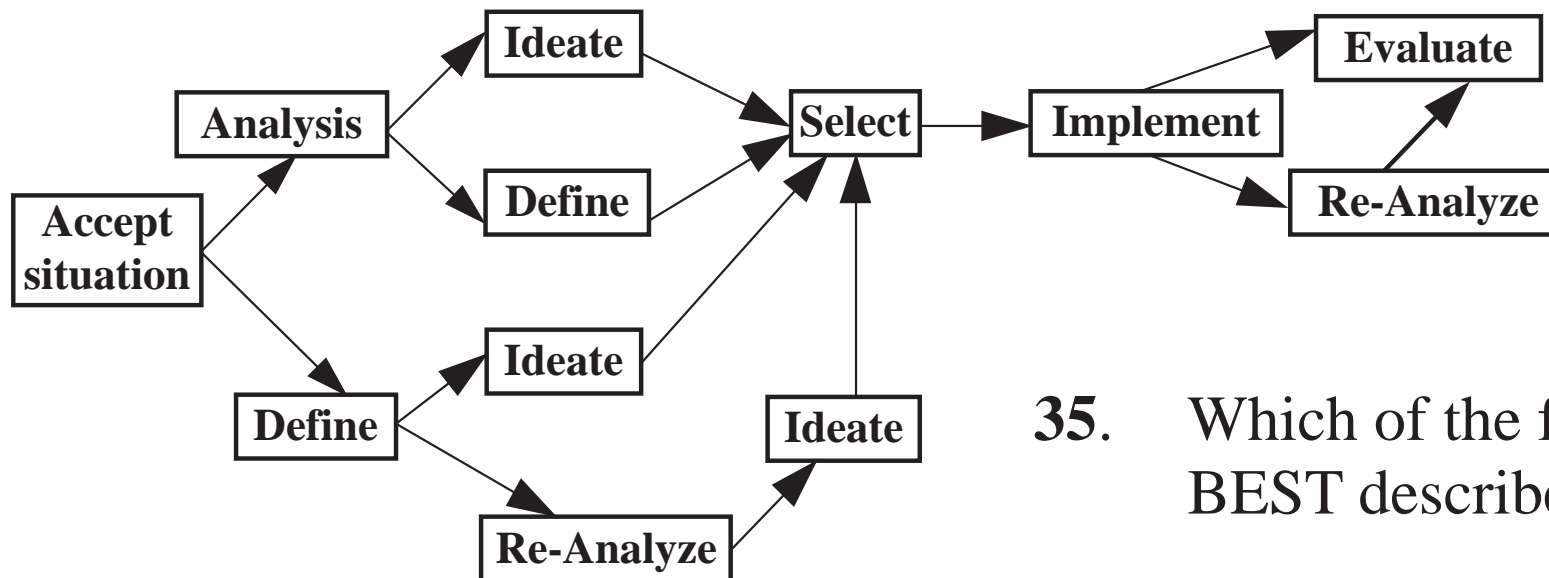 Ideate
Evaluate
Analysis
Select
Implement
Define
Re-Analyze
Accept
situation
Ideate
Define
Ideate
Re-Analyze
35. Which of the
BEST